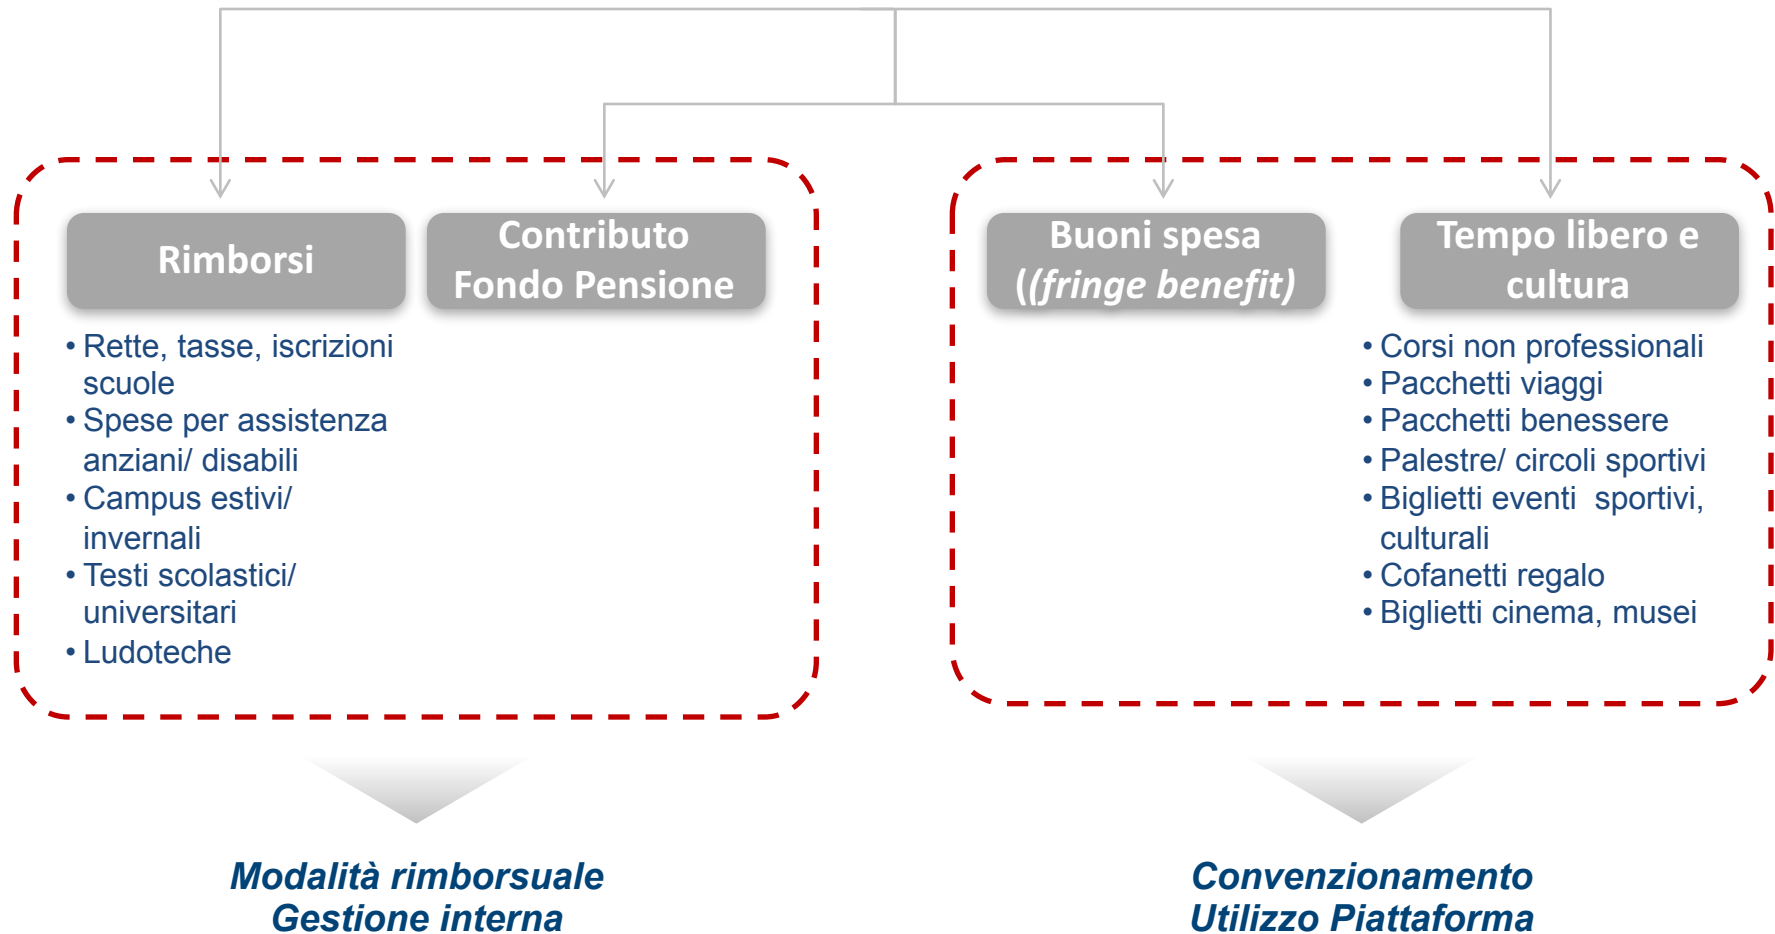 Rimborsi
Contributo
Fondo Pensione
Buoni spesa
((fringe benefit)
Tempo libero e
cultura
• Rette, tasse, iscrizioni
scuole
• Spese per assistenza
anziani/ disabili
• Campus estivi/
invernali
• Testi scolastici/
universitari
• Ludoteche
• Corsi non professionali
• Pacchetti viaggi
• Pacchetti benessere
• Palestre/ circoli sportivi
• Biglietti eventi  sportivi,
culturali
• Cofanetti regalo
• Biglietti cinema, musei
Modalità rimborsuale
Gestione interna
Convenzionamento
Utilizzo Piattaforma